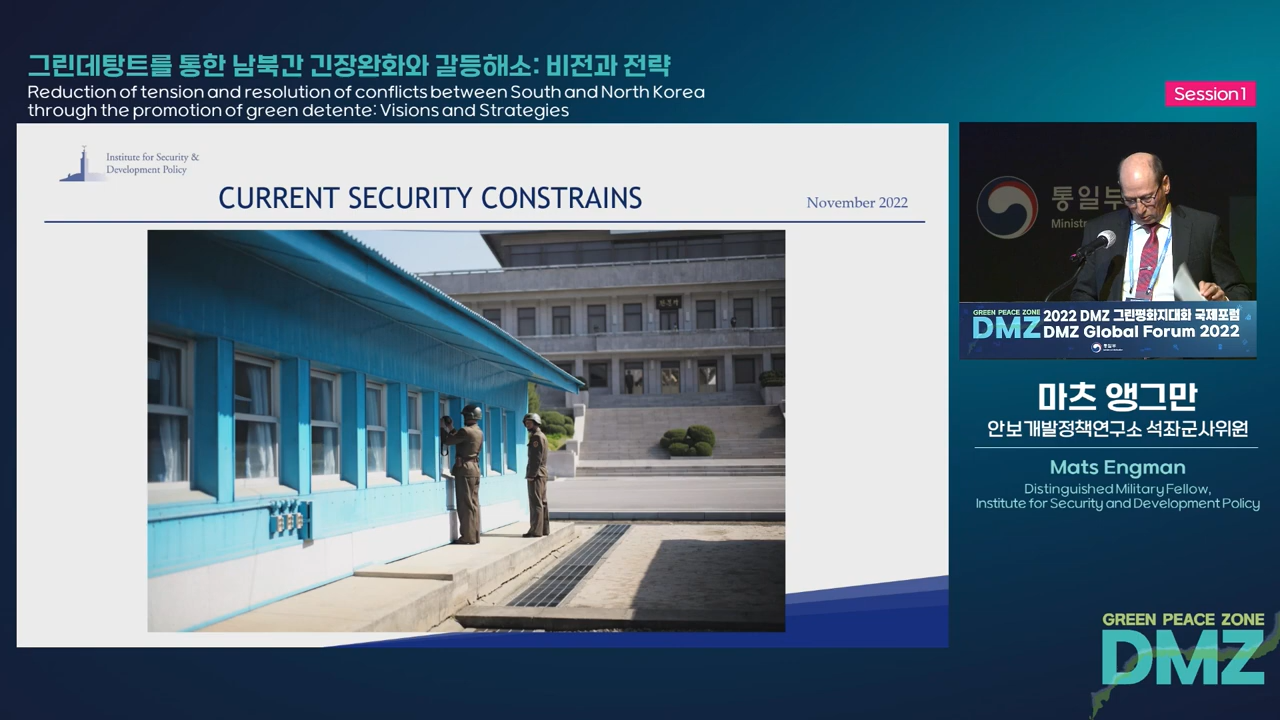 그린데탕트를 통한 남북간 긴장완화와 갈등해소: 비전과 전략
Reduction of tension and resolution of conflicts between South and North Korea
through the promotion of green detente: Visions and Strategies
Session1
Institute for Security &
Development Policy
CURRENT SECURITY CONSTRAINS
November 2022
통일부
Ministr
GREEN PEACE ZONE
DMZ
2022 DMZ 그린평화지대화 국제포럼
DMZ Global Forum 2022
통일부
마츠 앵그만
안보개발정책연구소 석좌군사위원
Mats Engman
Distinguished Military Fellow,
Institute for Security and Development Policy
GREEN PEACE ZONE
DMZ